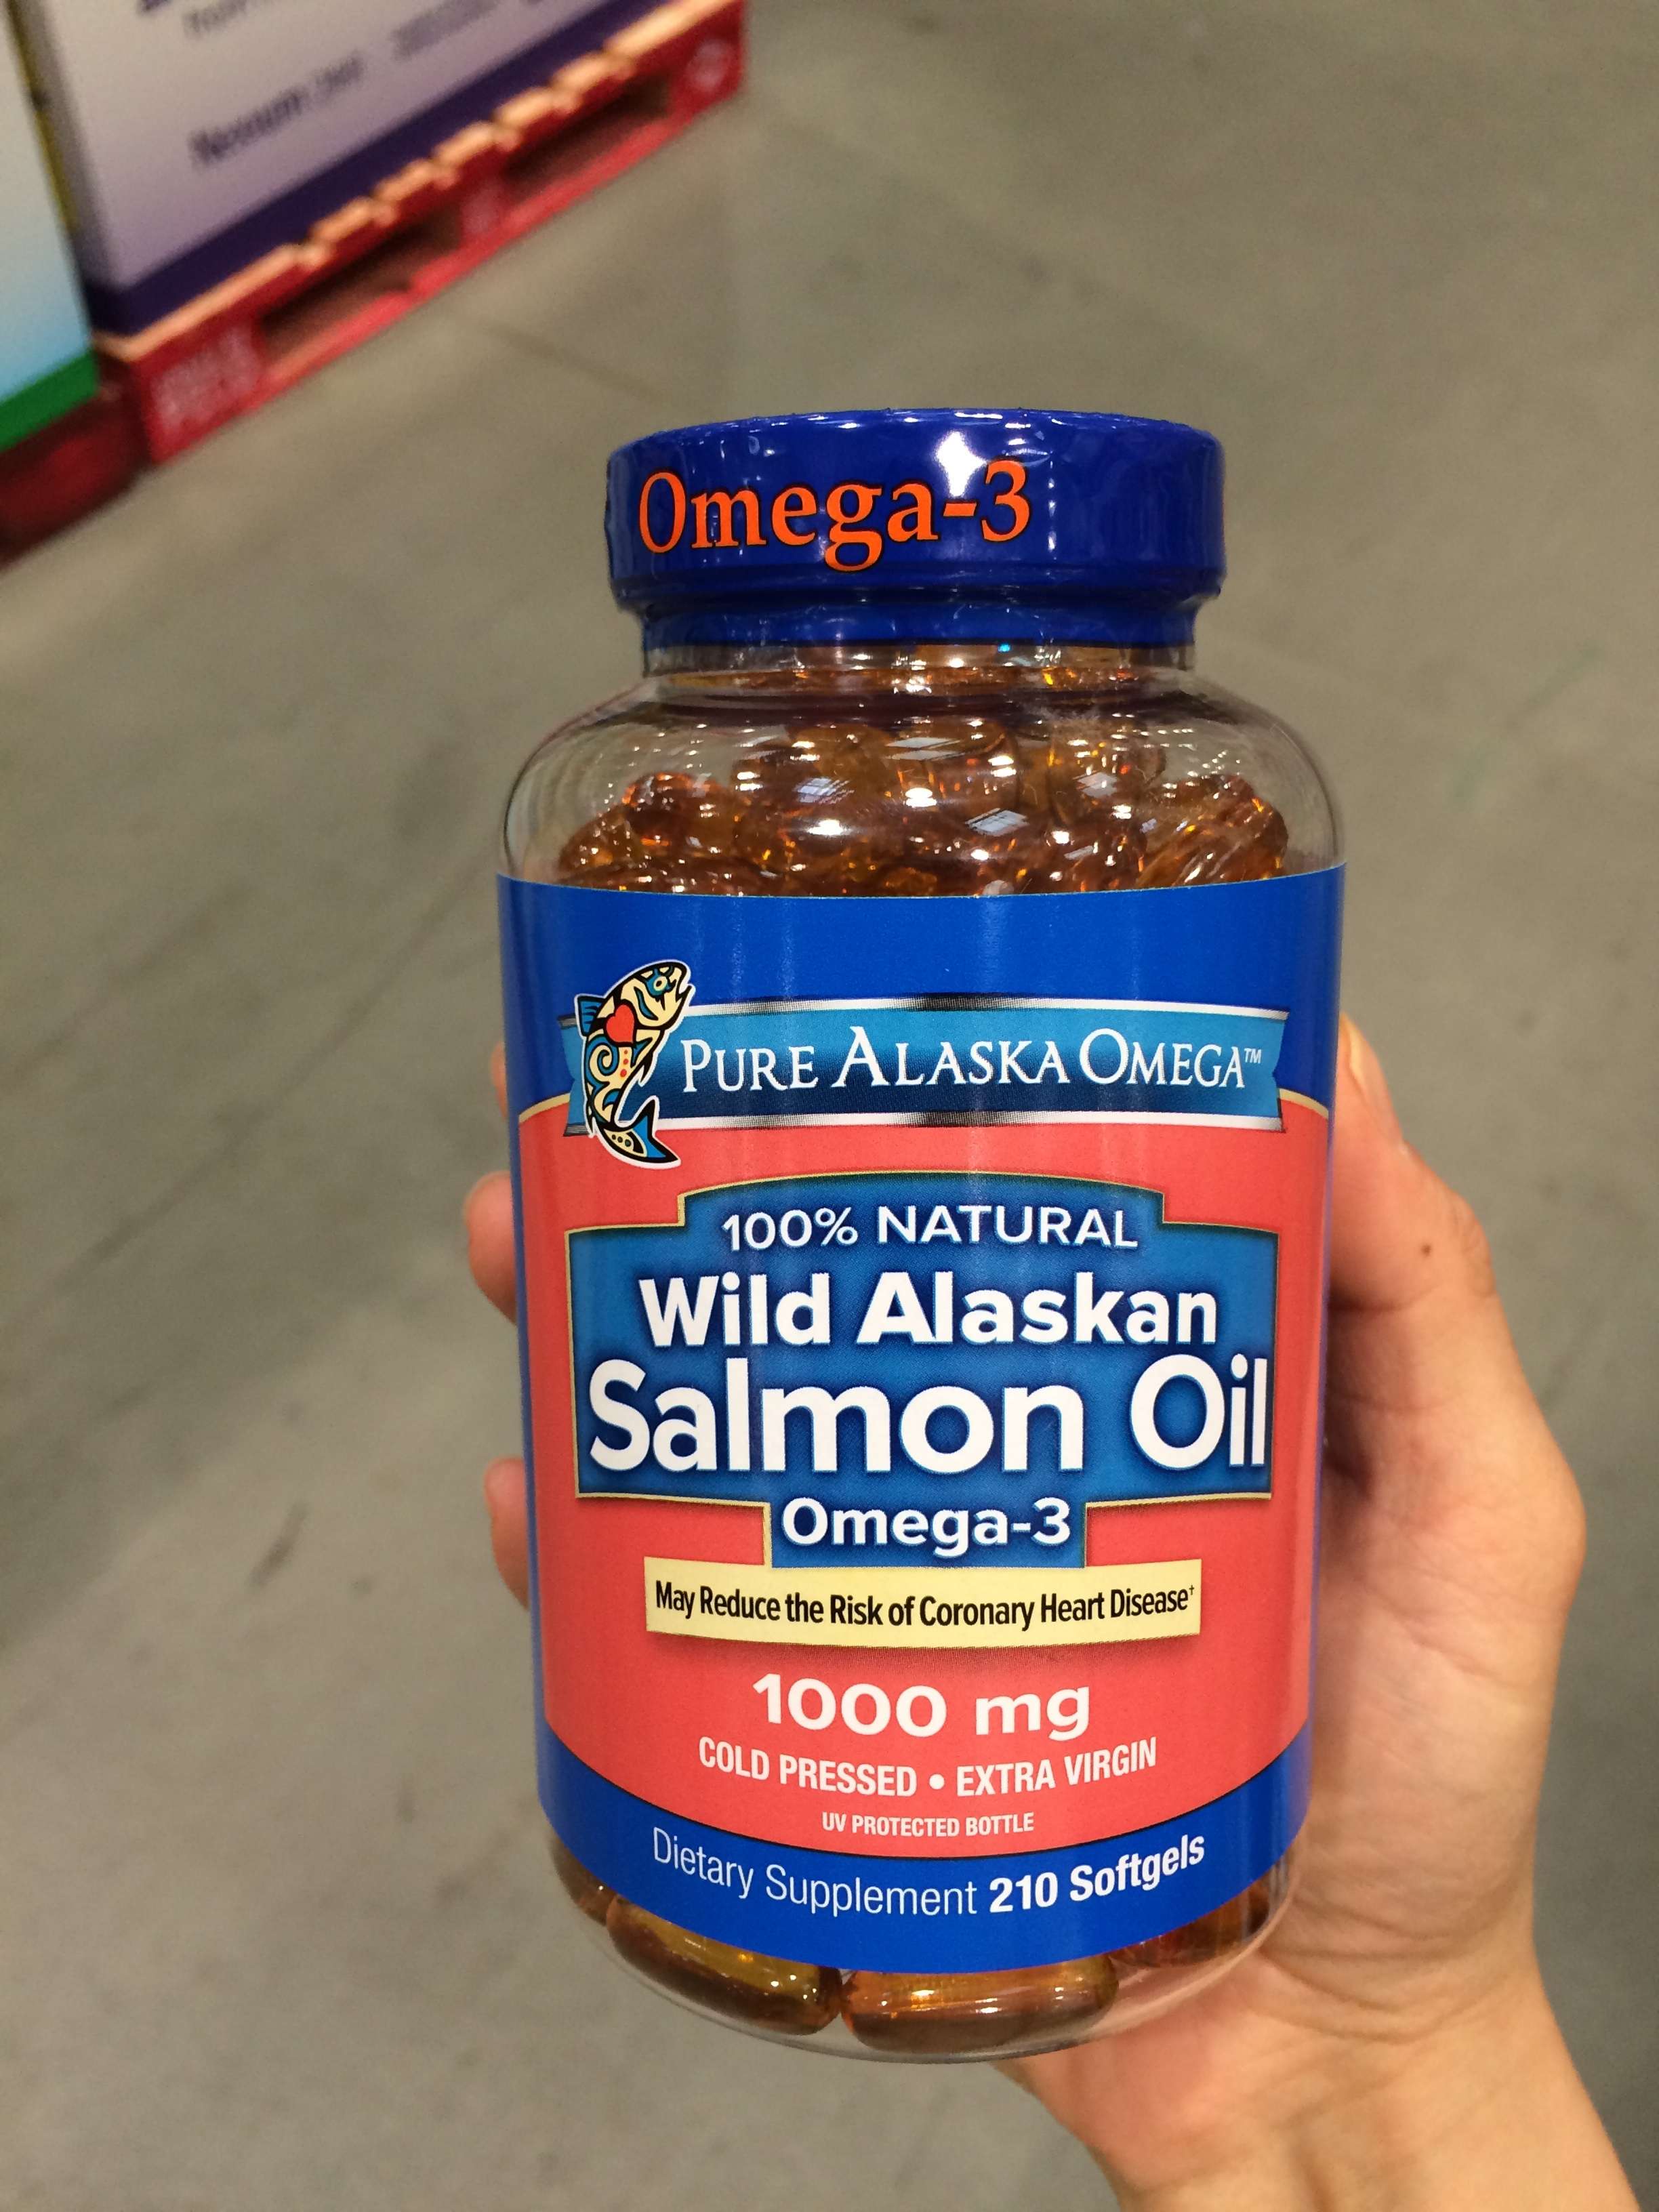 Omega-3
PURE ALASKA OMEGA™
100% NATURAL
Wild Alaskan
Salmon Oil
Omega-3
May Reduce the Risk of Coronary Heart Disease†
1000 mg
COLD PRESSED • EXTRA VIRGIN
UV PROTECTED BOTTLE
Dietary Supplement 210 Softgels